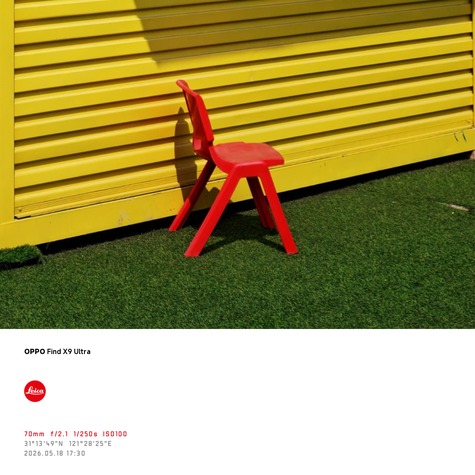 OPPO Find X9 Ultra
Leica
70mm f/2.1 1/250s ISO100
31°13'49"N 121°28'25"E
2026.05.18 17:30